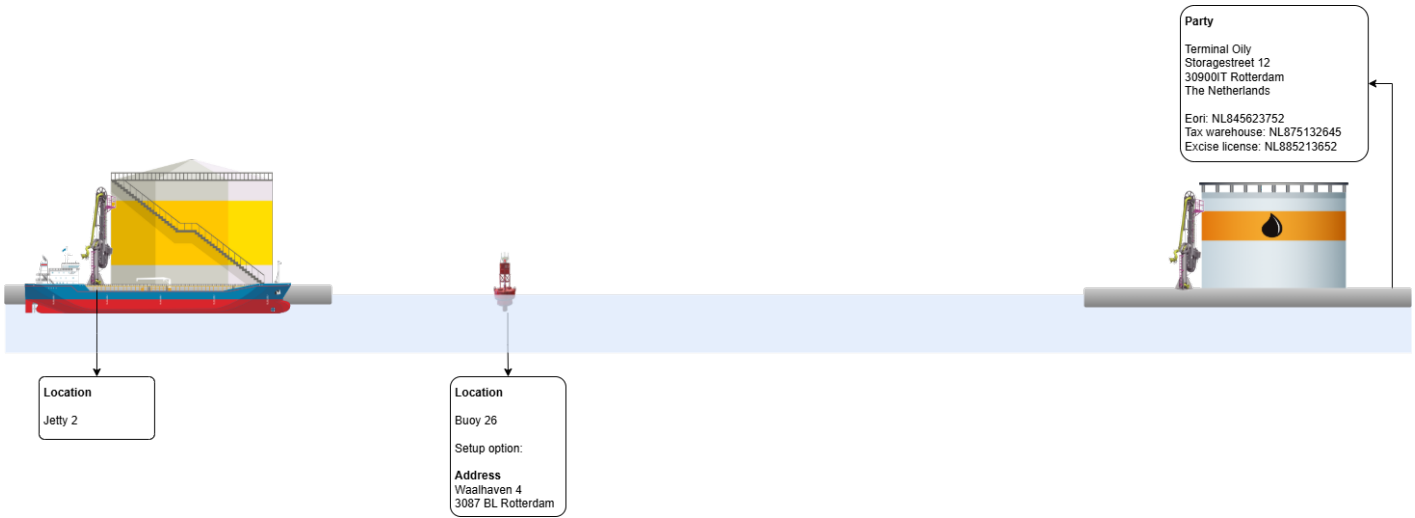 Party
Terminal Oily
Storagestreet 12
30900IT Rotterdam
The Netherlands
Eori: NL845623752
Tax warehouse: NL875132645
Excise license: NL885213652
Location
Jetty 2
Location
Buoy 26
Setup option:
Address
Waalhaven 4
3087 BL Rotterdam